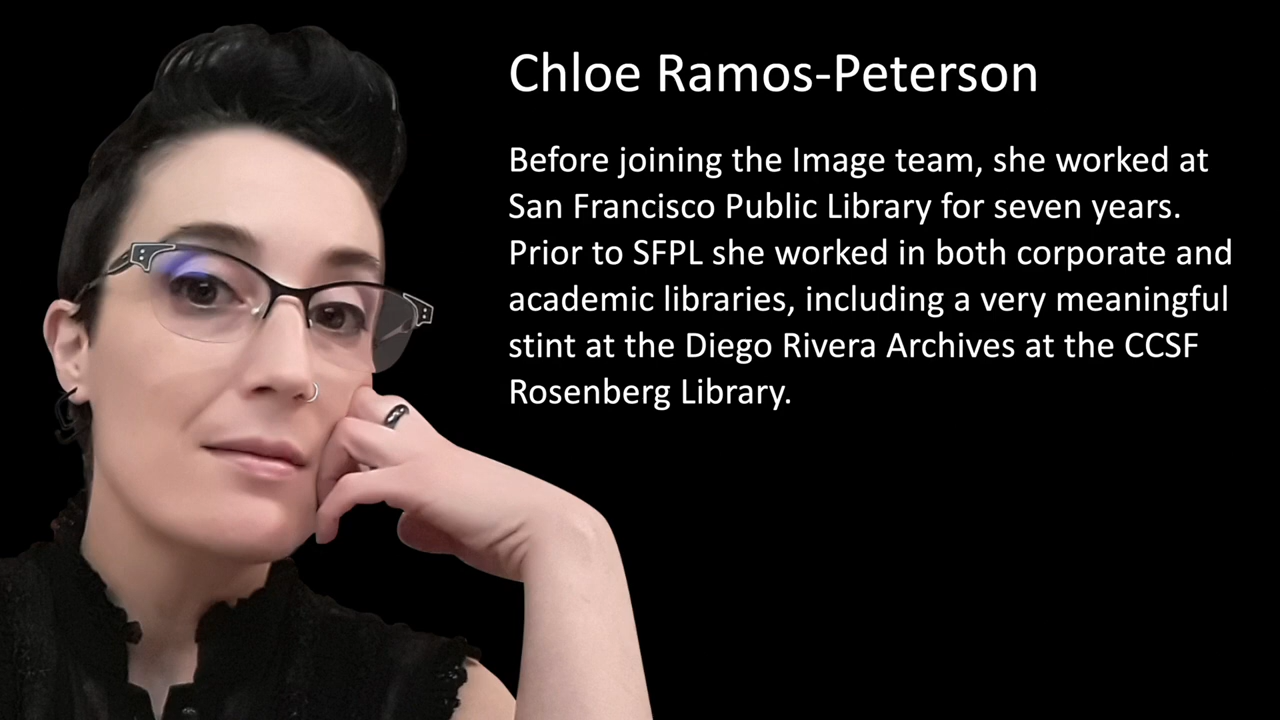 Chloe Ramos-Peterson
Before joining the Image team, she worked at
San Francisco Public Library for seven years.
Prior to SFPL she worked in both corporate and
academic libraries, including a very meaningful
stint at the Diego Rivera Archives at the CCSF
Rosenberg Library.